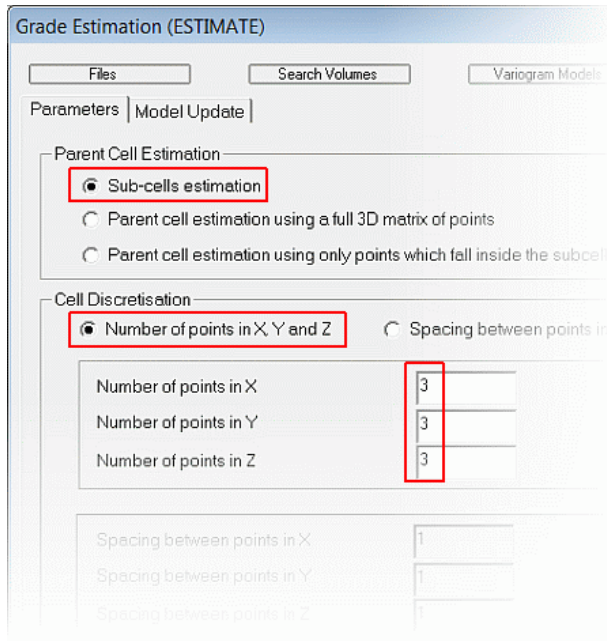 Grade Estimation (ESTIMATE)
Files Search Volumes Variogram Models
Parameters Model Update
Parent Cell Estimation
Sub-cells estimation
Parent cell estimation using a full 3D matrix of points
Parent cell estimation using only points which fall inside the subcell
Cell Discretisation
Number of points in X, Y and Z Spacing between points in
Number of points in X 3
Number of points in Y 3
Number of points in Z 3
Spacing between points in X 1
Spacing between points in Y 1
Spacing between points in Z 1